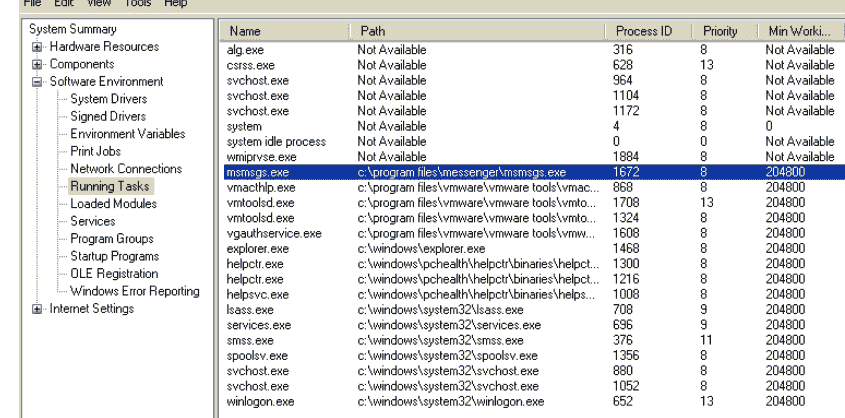 File Edit View Tools Help
System Summary
Hardware Resources
Components
Software Environment
System Drivers
Signed Drivers
Environment Variables
Print Jobs
Network Connections
Running Tasks
Loaded Modules
Services
Program Groups
Startup Programs
OLE Registration
Windows Error Reporting
Internet Settings
Name Path Process ID Priority Min Worki...
alg.exe Not Available 316 8 Not Available
csrss.exe Not Available 628 13 Not Available
svchost.exe Not Available 964 8 Not Available
svchost.exe Not Available 1104 8 Not Available
svchost.exe Not Available 1172 8 Not Available
system Not Available 4 8 0
system idle process Not Available 0 0 Not Available
wmiprvse.exe Not Available 1884 8 Not Available
msmsgs.exe c:\program files\messenger\msmsgs.exe 1672 8 204800
vmacthlp.exe c:\program files\vmware\vmware tools\vmac... 868 8 204800
vmtoolsd.exe c:\program files\vmware\vmware tools\vmto... 1708 13 204800
vmtoolsd.exe c:\program files\vmware\vmware tools\vmto... 1324 8 204800
vgauthservice.exe c:\program files\vmware\vmware tools\vmw... 1608 8 204800
explorer.exe c:\windows\explorer.exe 1468 8 204800
helpctr.exe c:\windows\pchealth\helpctr\binaries\helpct... 1300 8 204800
helpctr.exe c:\windows\pchealth\helpctr\binaries\helpct... 1216 8 204800
helpsvc.exe c:\windows\pchealth\helpctr\binaries\helps... 1008 8 204800
lsass.exe c:\windows\system32\lsass.exe 708 9 204800
services.exe c:\windows\system32\services.exe 696 9 204800
smss.exe c:\windows\system32\smss.exe 376 11 204800
spoolsv.exe c:\windows\system32\spoolsv.exe 1356 8 204800
svchost.exe c:\windows\system32\svchost.exe 880 8 204800
svchost.exe c:\windows\system32\svchost.exe 1052 8 204800
winlogon.exe c:\windows\system32\winlogon.exe 652 13 204800